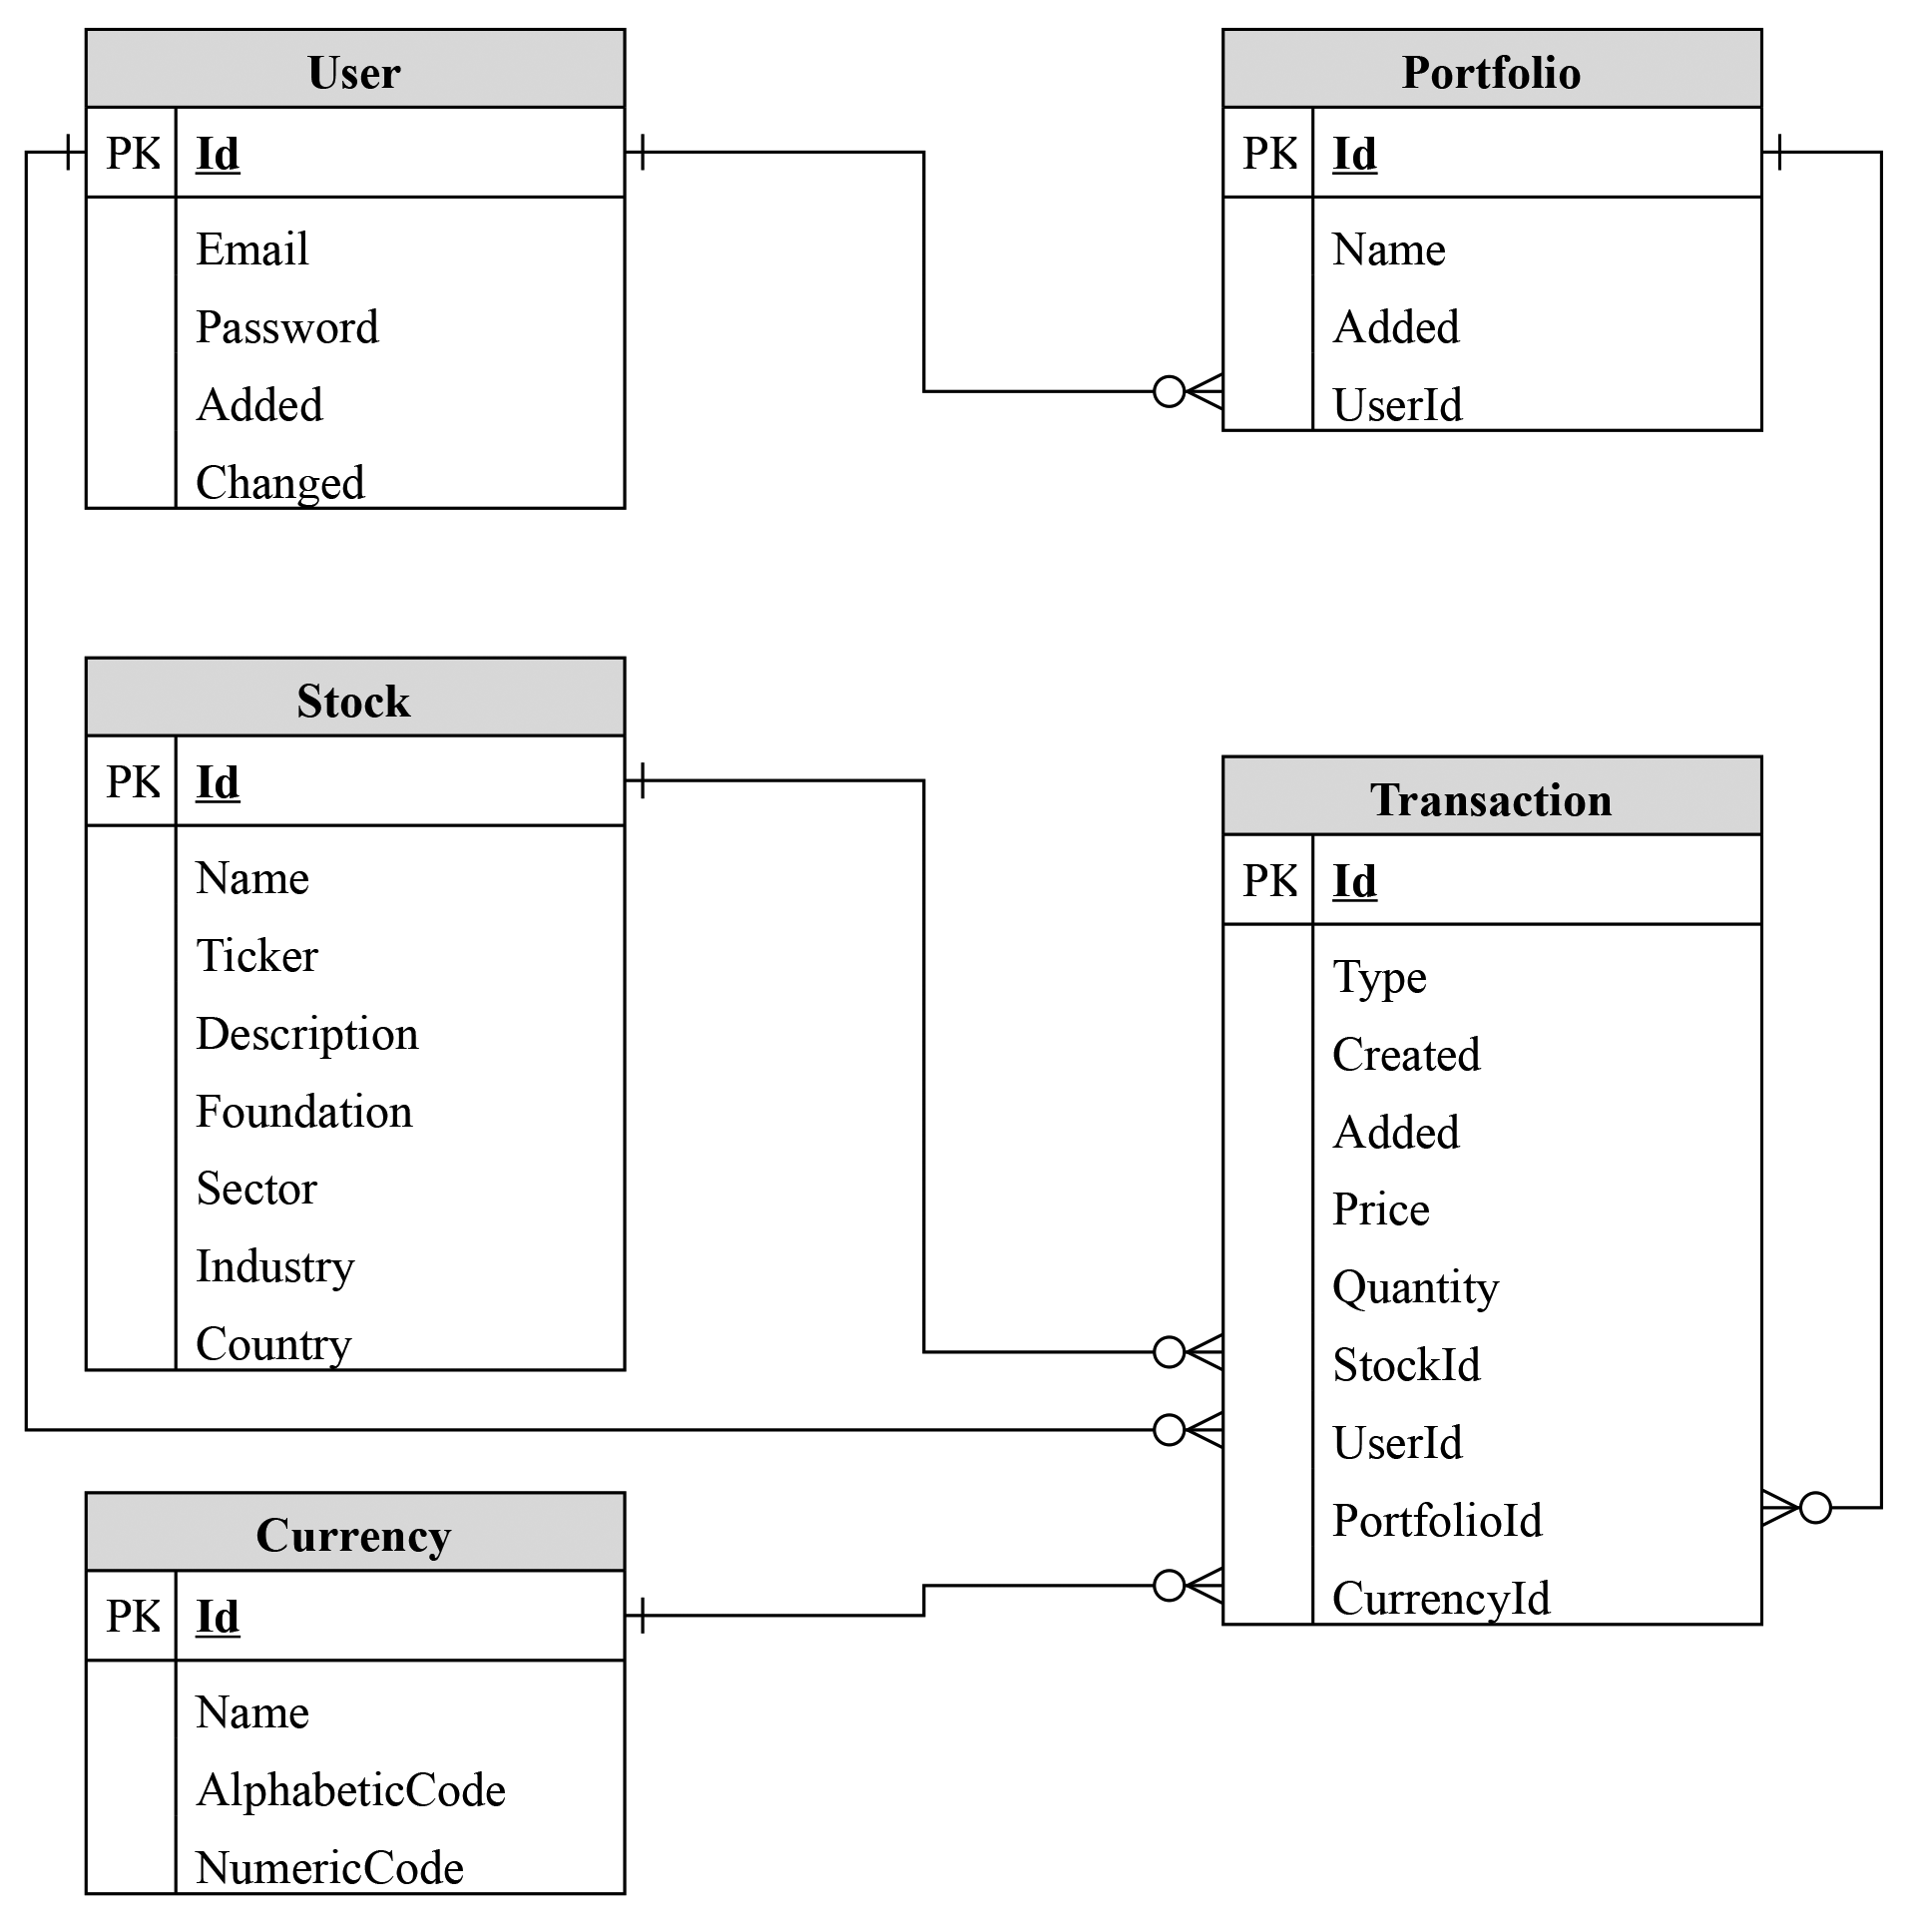 User
PK Id
Email
Password
Added
Changed
Portfolio
PK Id
Name
Added
UserId
Stock
PK Id
Name
Ticker
Description
Foundation
Sector
Industry
Country
Transaction
PK Id
Type
Created
Added
Price
Quantity
StockId
UserId
PortfolioId
CurrencyId
Currency
PK Id
Name
AlphabeticCode
NumericCode